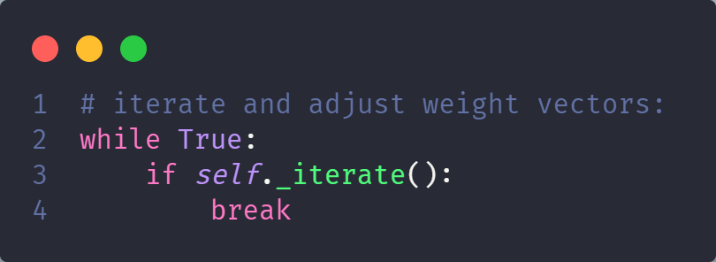 1 # iterate and adjust weight vectors:
2 while True:
3     if self._iterate():
4         break